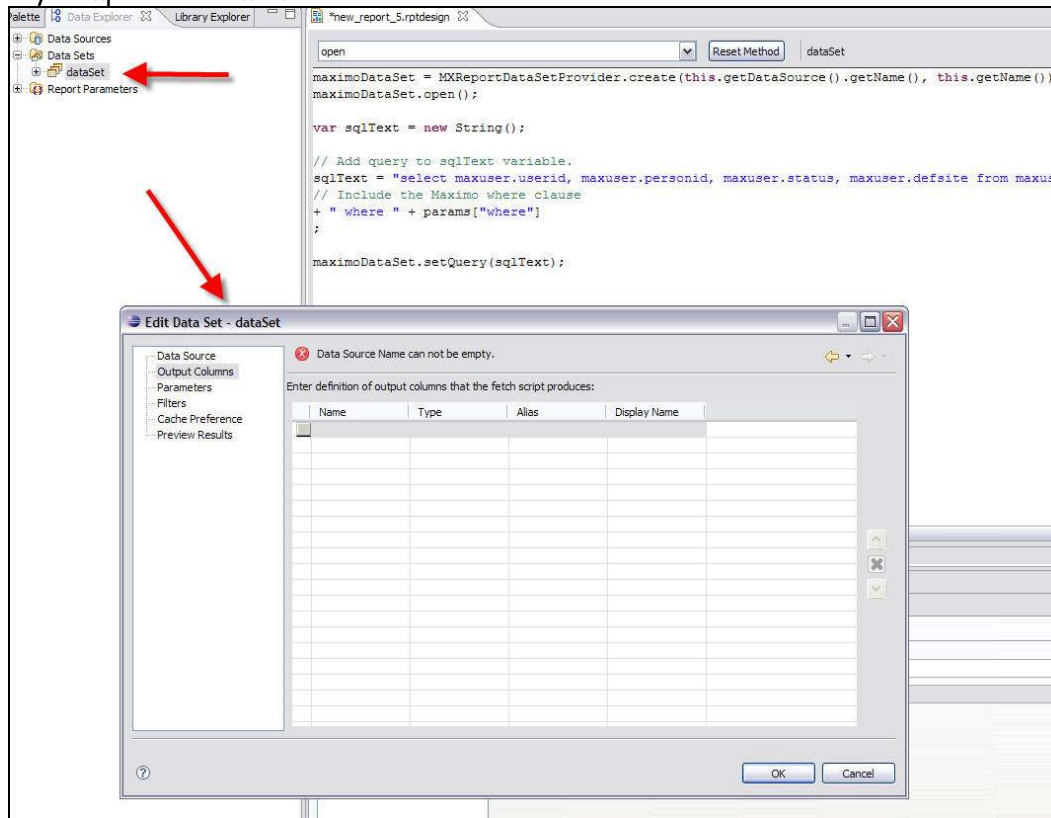 Palette Data Explorer Library Explorer
Data Sources
Data Sets
dataSet
Report Parameters
*new_report_5.rptdesign
open Reset Method dataSet
maximoDataSet = MXReportDataSetProvider.create(this.getDataSource().getName(), this.getName())
maximoDataSet.open();
var sqlText = new String();
// Add query to sqlText variable.
sqlText = "select maxuser.userid, maxuser.personid, maxuser.status, maxuser.defsite from maxus
// Include the Maximo where clause
+ " where " + params["where"]
;
maximoDataSet.setQuery(sqlText);
Edit Data Set - dataSet
Data Source
Output Columns
Parameters
Filters
Cache Preference
Preview Results
Data Source Name can not be empty.
Enter definition of output columns that the fetch script produces:
Name Type Alias Display Name
?
OK Cancel